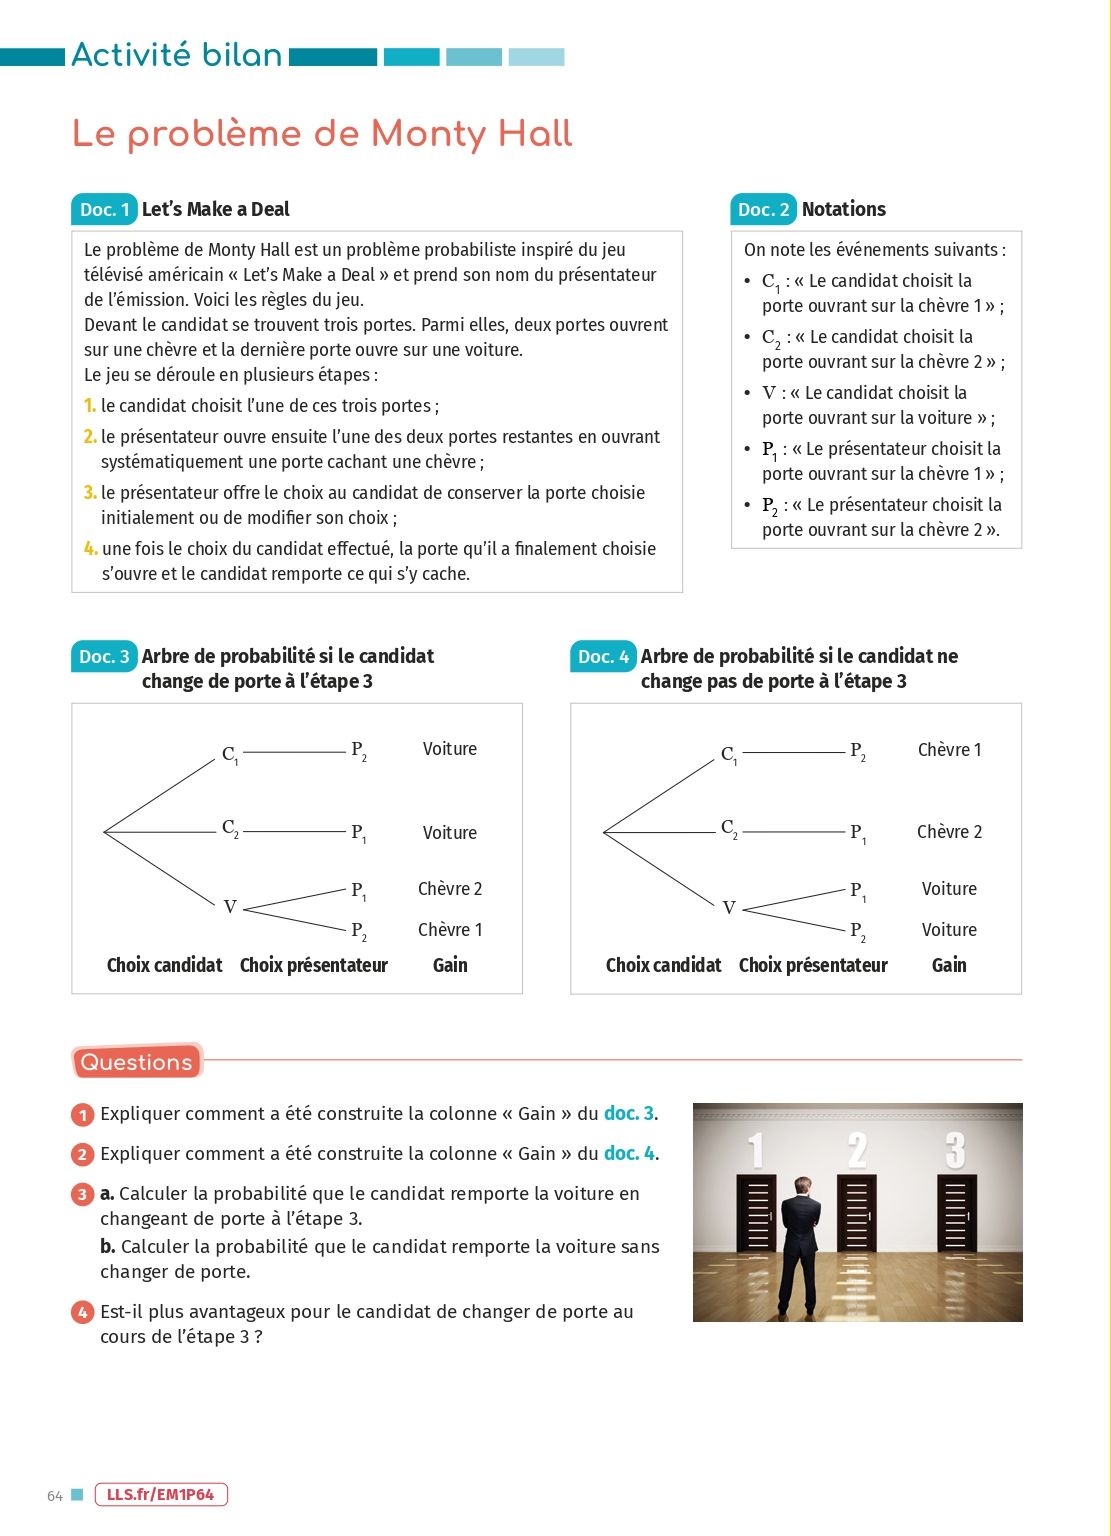 Activité bilan
Le problème de Monty Hall
Doc. 1 Let's Make a Deal
Le problème de Monty Hall est un problème probabiliste inspiré du jeu
télévisé américain « Let's Make a Deal » et prend son nom du présentateur
de l'émission. Voici les règles du jeu.
Devant le candidat se trouvent trois portes. Parmi elles, deux portes ouvrent
sur une chèvre et la dernière porte ouvre sur une voiture.
Le jeu se déroule en plusieurs étapes :
1. le candidat choisit l'une de ces trois portes ;
2. le présentateur ouvre ensuite l'une des deux portes restantes en ouvrant
systématiquement une porte cachant une chèvre ;
3. le présentateur offre le choix au candidat de conserver la porte choisie
initialement ou de modifier son choix ;
4. une fois le choix du candidat effectué, la porte qu'il a finalement choisie
s'ouvre et le candidat remporte ce qui s'y cache.
Doc. 2 Notations
On note les événements suivants :
• C1 : « Le candidat choisit la
porte ouvrant sur la chèvre 1 » ;
• C2 : « Le candidat choisit la
porte ouvrant sur la chèvre 2 » ;
• V : « Le candidat choisit la
porte ouvrant sur la voiture » ;
• P1 : « Le présentateur choisit la
porte ouvrant sur la chèvre 1 » ;
• P2 : « Le présentateur choisit la
porte ouvrant sur la chèvre 2 ».
Doc. 3 Arbre de probabilité si le candidat
change de porte à l'étape 3
C1 P2 Voiture
C2 P1 Voiture
P1 Chèvre 2
V
P2 Chèvre 1
Choix candidat Choix présentateur Gain
Doc. 4 Arbre de probabilité si le candidat ne
change pas de porte à l'étape 3
C1 P2 Chèvre 1
C2 P1 Chèvre 2
P1 Voiture
V
P2 Voiture
Choix candidat Choix présentateur Gain
Questions
1 Expliquer comment a été construite la colonne « Gain » du doc. 3.
2 Expliquer comment a été construite la colonne « Gain » du doc. 4.
3 a. Calculer la probabilité que le candidat remporte la voiture en
changeant de porte à l'étape 3.
b. Calculer la probabilité que le candidat remporte la voiture sans
changer de porte.
4 Est-il plus avantageux pour le candidat de changer de porte au
cours de l'étape 3 ?
1 2 3
64 LLS.fr/EM1P64